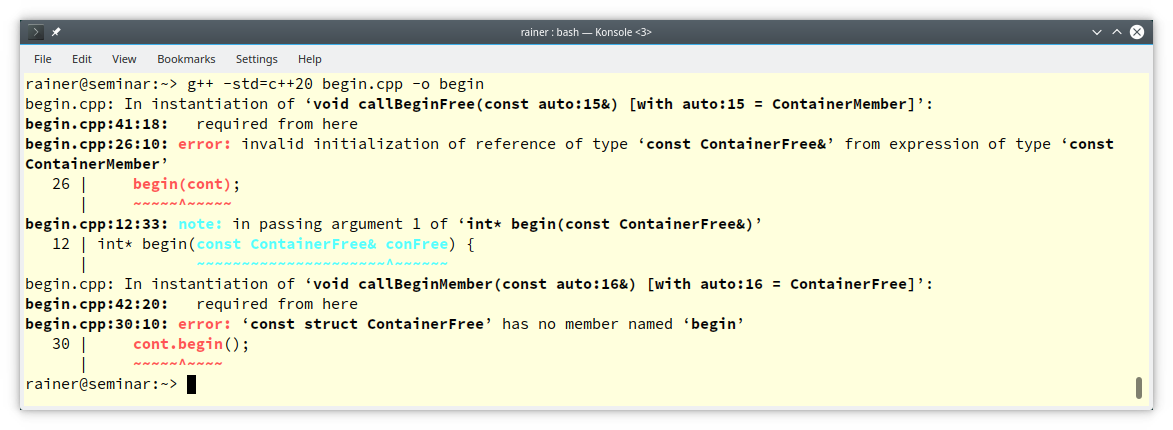 rainer : bash — Konsole <3>
File Edit View Bookmarks Settings Help
rainer@seminar:~> g++ -std=c++20 begin.cpp -o begin
begin.cpp: In instantiation of ‘void callBeginFree(const auto:15&) [with auto:15 = ContainerMember]’:
begin.cpp:41:18:   required from here
begin.cpp:26:10: error: invalid initialization of reference of type ‘const ContainerFree&’ from expression of type ‘const
ContainerMember’
   26 |     begin(cont);
      |     ~~~~~^~~~~~
begin.cpp:12:33: note: in passing argument 1 of ‘int* begin(const ContainerFree&)’
   12 | int* begin(const ContainerFree& conFree) {
      |            ~~~~~~~~~~~~~~~~~~~~~^~~~~~~
begin.cpp: In instantiation of ‘void callBeginMember(const auto:16&) [with auto:16 = ContainerFree]’:
begin.cpp:42:20:   required from here
begin.cpp:30:10: error: ‘const struct ContainerFree’ has no member named ‘begin’
   30 |     cont.begin();
      |     ~~~~~^~~~~
rainer@seminar:~>